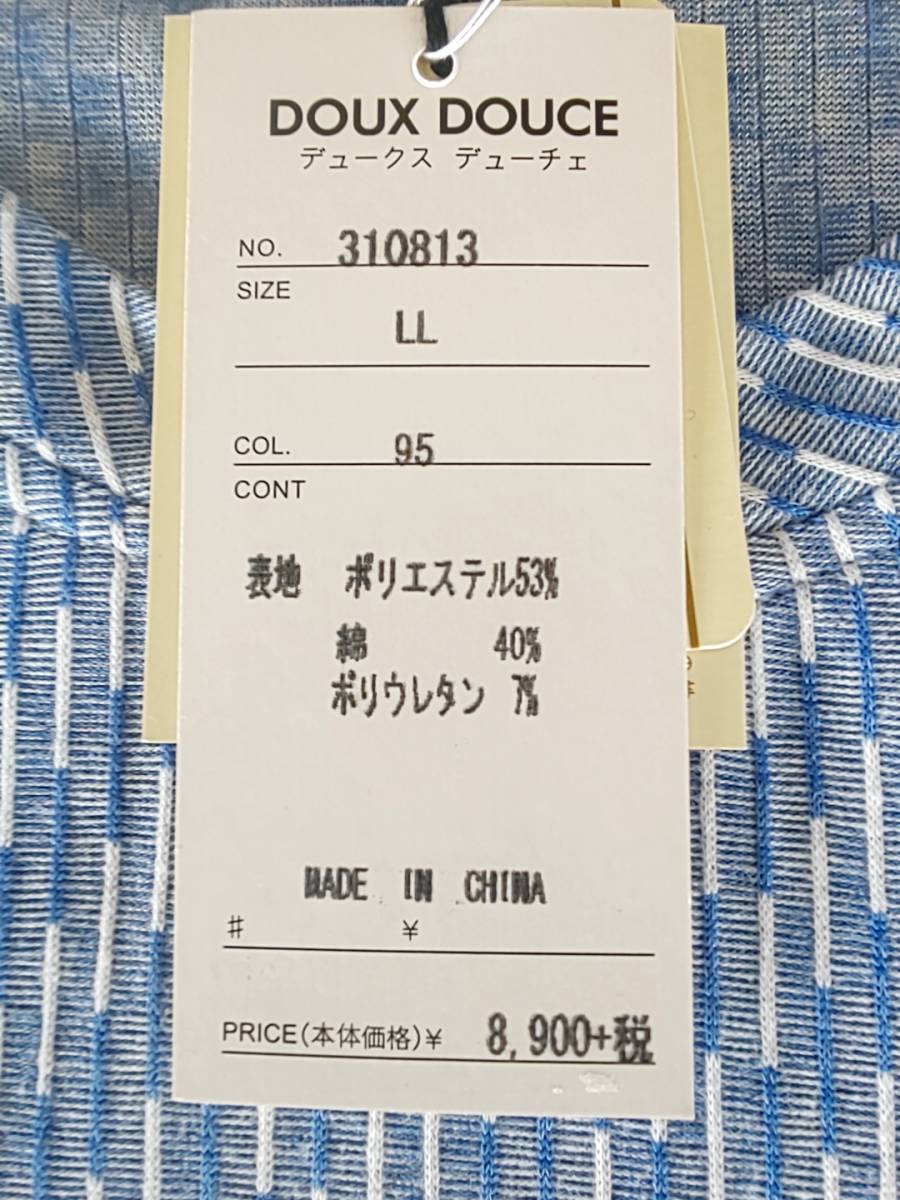 DOUX DOUCE
デュークス デューチェ
NO. 310813
SIZE
LL
COL. 95
CONT
表地 ポリエステル53%
綿 40%
ポリウレタン 7%
MADE IN CHINA
# ¥
PRICE(本体価格)¥ 8,900+税